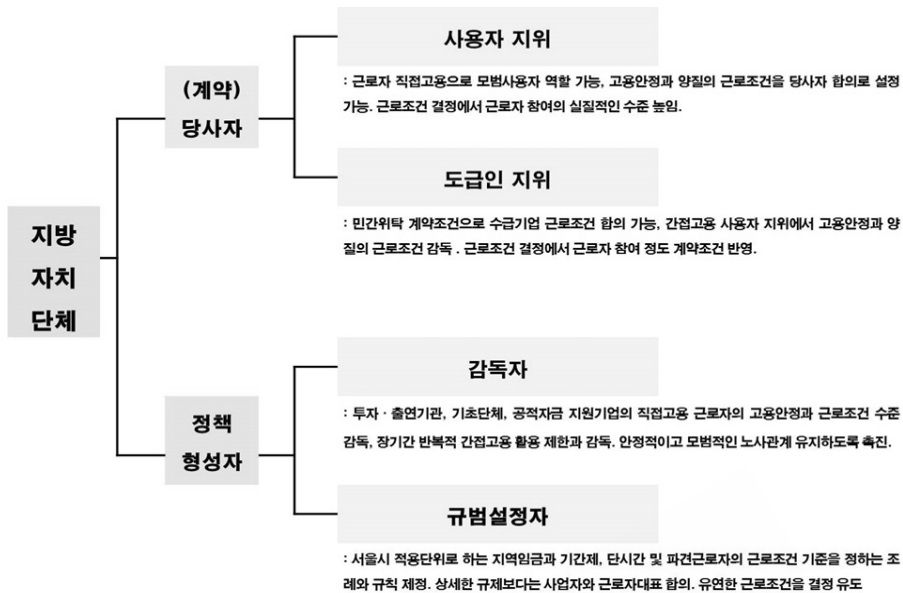 지방
자치
단체
(계약)
당사자
사용자 지위
: 근로자 직접고용으로 모범사용자 역할 가능, 고용안정과 양질의 근로조건을 당사자 합의로 설정
가능. 근로조건 결정에서 근로자 참여의 실질적인 수준 높임.
도급인 지위
: 민간위탁 계약조건으로 수급기업 근로조건 합의 가능, 간접고용 사용자 지위에서 고용안정과 양
질의 근로조건 감독 . 근로조건 결정에서 근로자 참여 정도 계약조건 반영.
정책
형성자
감독자
: 투자 · 출연기관, 기초단체, 공적자금 지원기업의 직접고용 근로자의 고용안정과 근로조건 수준
감독, 장기간 반복적 간접고용 활용 제한과 감독. 안정적이고 모범적인 노사관계 유지하도록 촉진.
규범설정자
: 서울시 적용단위로 하는 지역임금과 기간제, 단시간 및 파견근로자의 근로조건 기준을 정하는 조
례와 규칙 제정. 상세한 규제보다는 사업자와 근로자대표 합의. 유연한 근로조건을 결정 유도